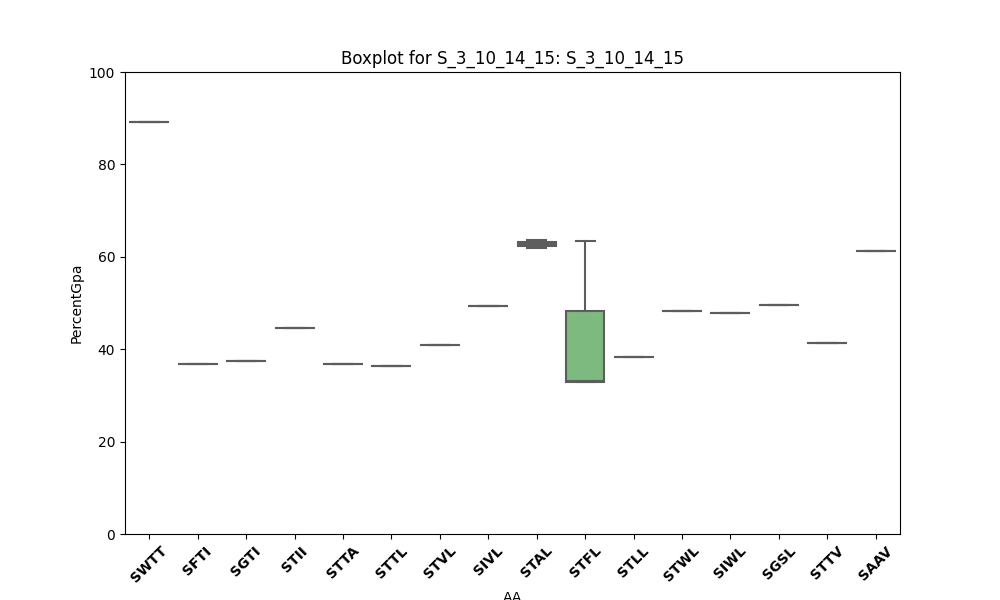 Boxplot for S_3_10_14_15: S_3_10_14_15
100
80
60
40
20
0
PercentGpa
SWTT
SFTI
SGTI
STII
STTA
STTL
STVL
SIVL
STAL
STFL
STLL
STWL
SIWL
SGSL
STTV
SAAV
AA